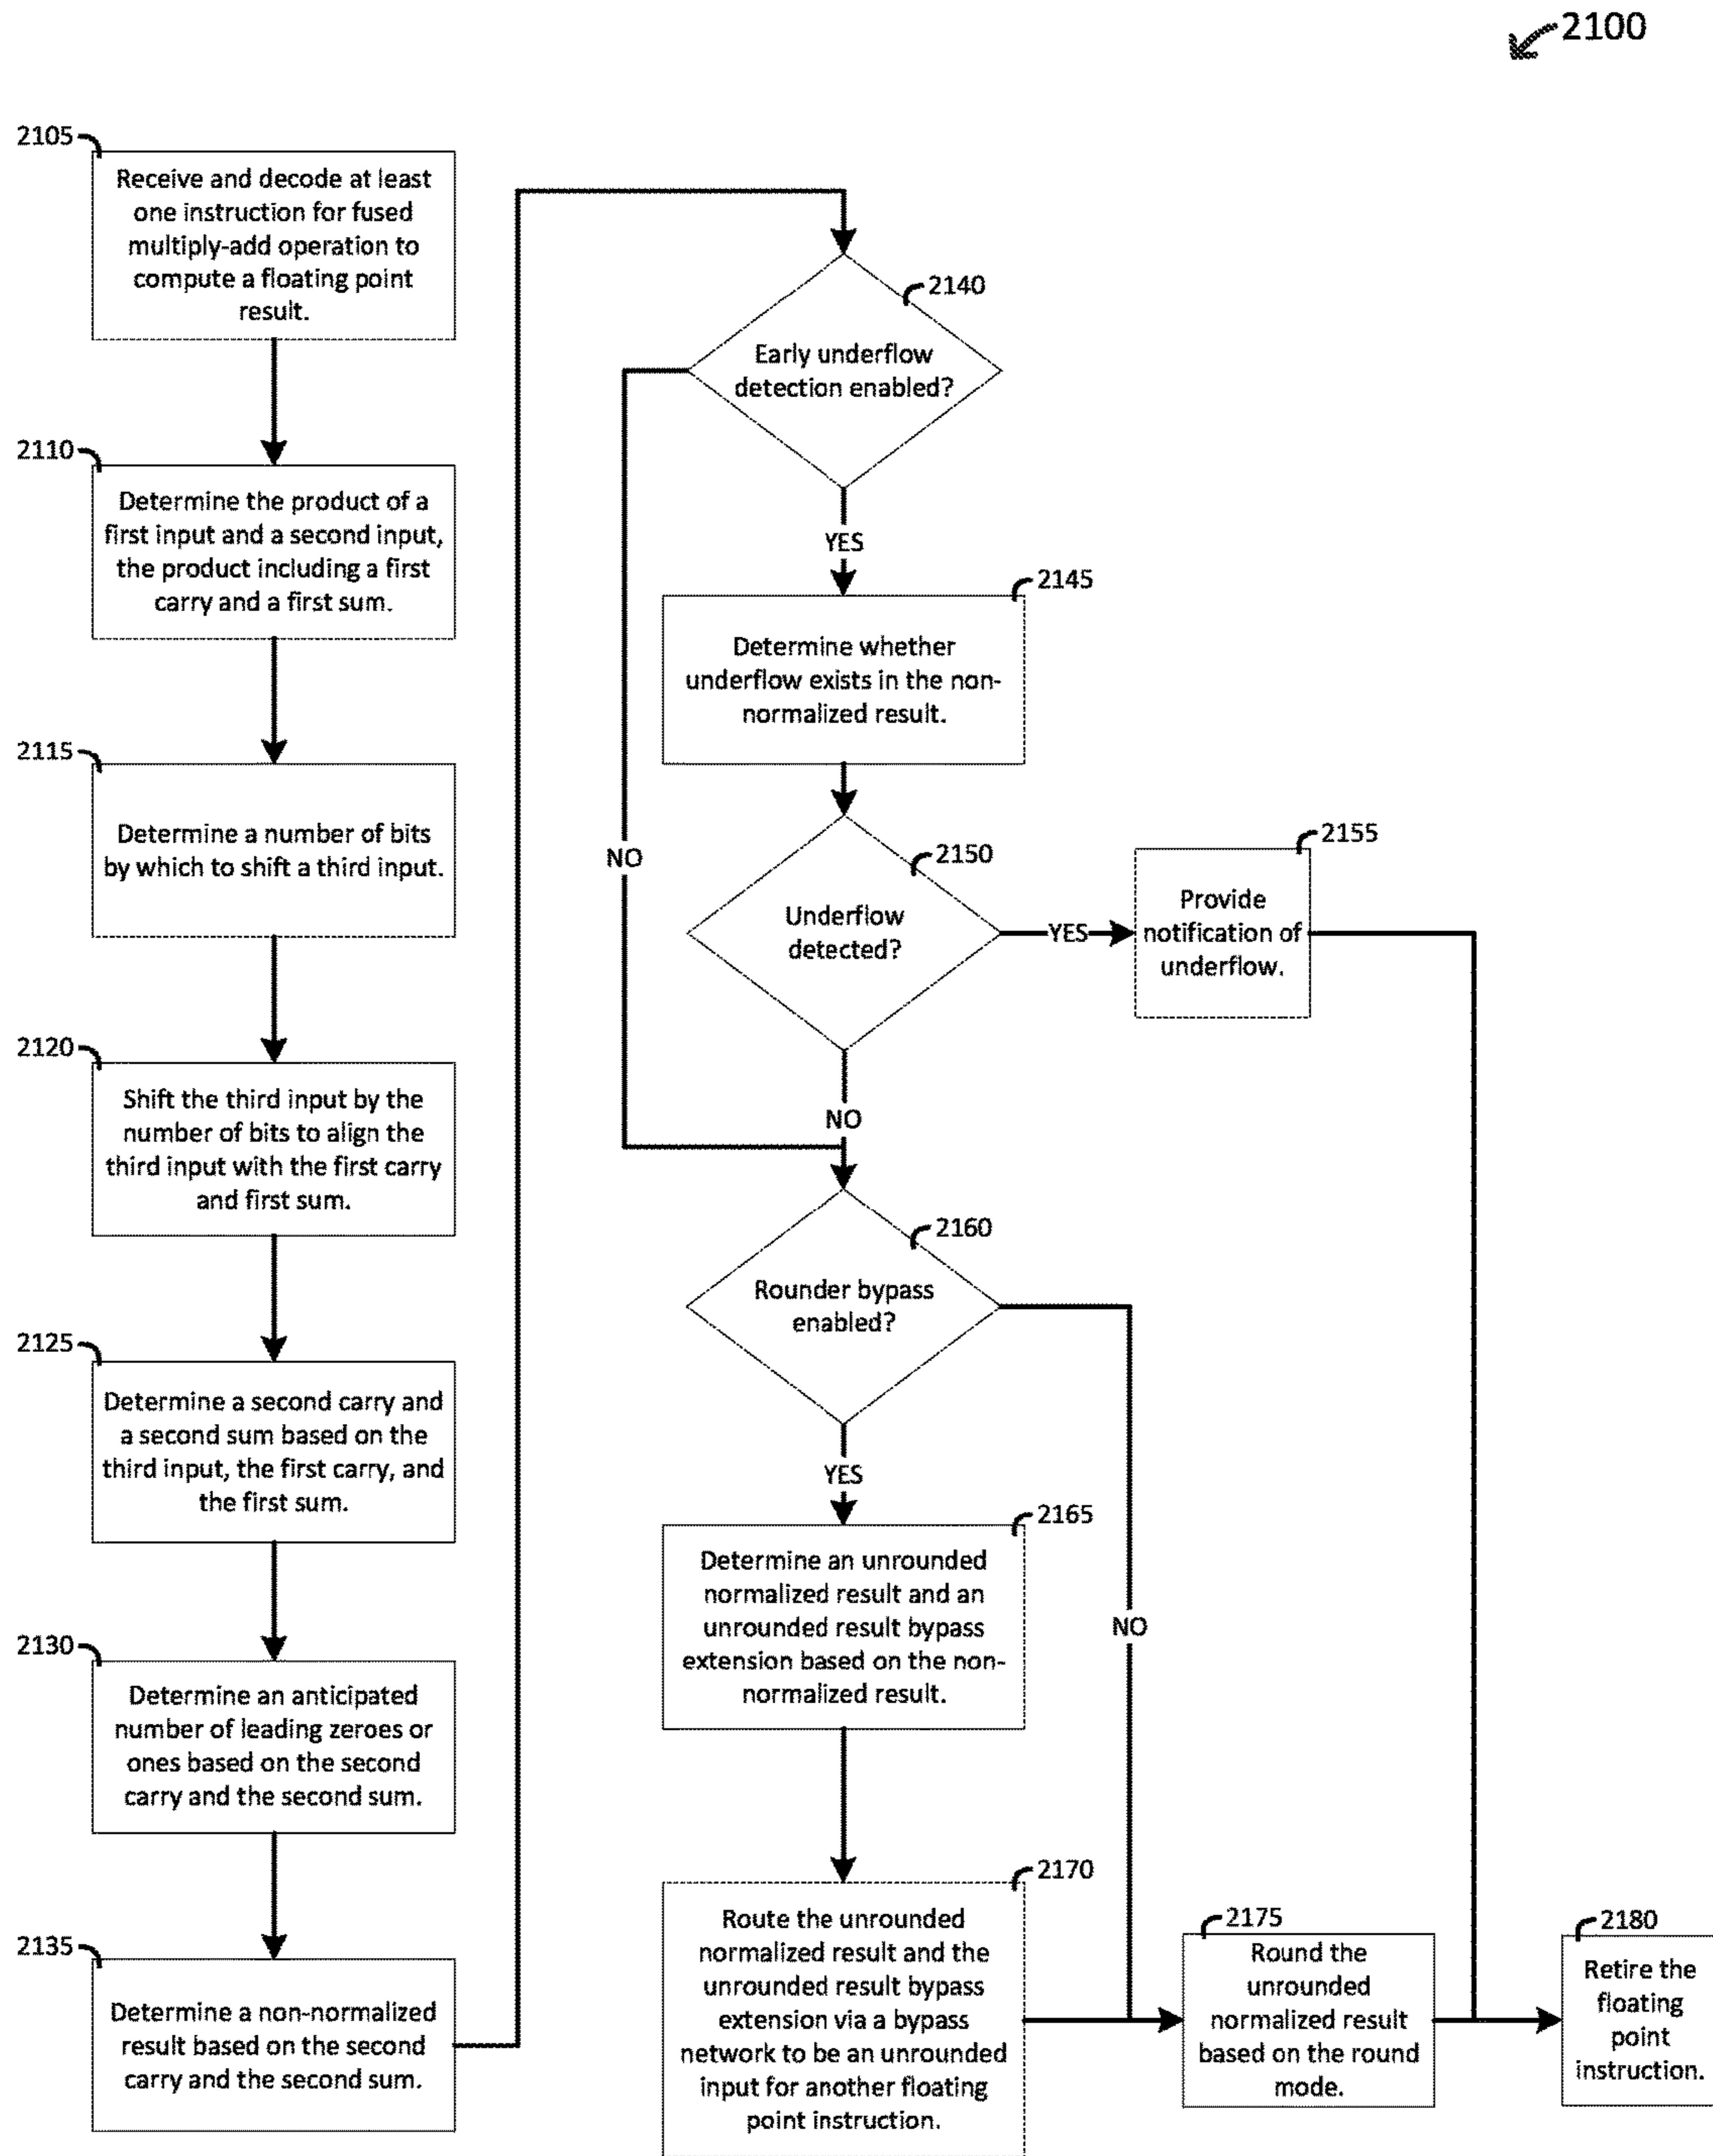 2100
2105
Receive and decode at least
one instruction for fused
multiply-add operation to
compute a floating point
result.
2110
Determine the product of a
first input and a second input,
the product including a first
carry and a first sum.
2115
Determine a number of bits
by which to shift a third input.
2120
Shift the third input by the
number of bits to align the
third input with the first carry
and first sum.
2125
Determine a second carry and
a second sum based on the
third input, the first carry, and
the first sum.
2130
Determine an anticipated
number of leading zeroes or
ones based on the second
carry and the second sum.
2135
Determine a non-normalized
result based on the second
carry and the second sum.
2140
Early underflow
detection enabled?
YES
NO
2145
Determine whether
underflow exists in the non-
normalized result.
2150
Underflow
detected?
YES
NO
2155
Provide
notification of
underflow.
2160
Rounder bypass
enabled?
YES
NO
2165
Determine an unrounded
normalized result and an
unrounded result bypass
extension based on the non-
normalized result.
2170
Route the unrounded
normalized result and the
unrounded result bypass
extension via a bypass
network to be an unrounded
input for another floating
point instruction.
2175
Round the
unrounded
normalized result
based on the round
mode.
2180
Retire the
floating
point
instruction.